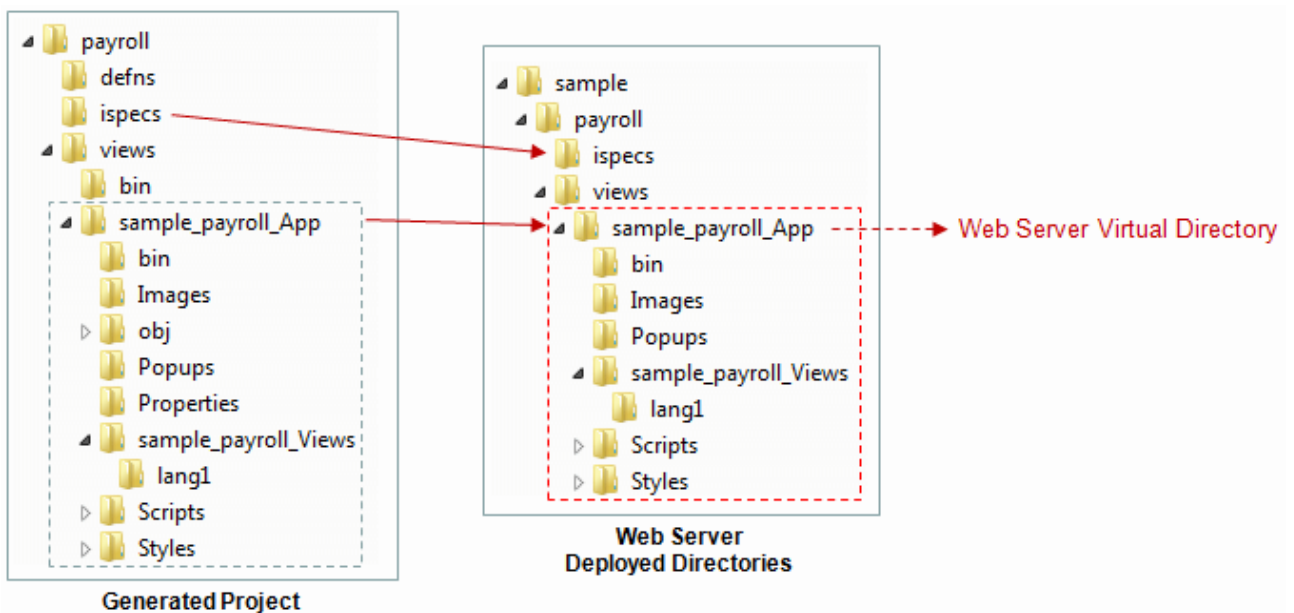 payroll
defns
ispecs
views
bin
sample_payroll_App
bin
Images
obj
Popups
Properties
sample_payroll_Views
lang1
Scripts
Styles
Generated Project
sample
payroll
ispecs
views
sample_payroll_App
bin
Images
Popups
sample_payroll_Views
lang1
Scripts
Styles
Web Server
Deployed Directories
Web Server Virtual Directory